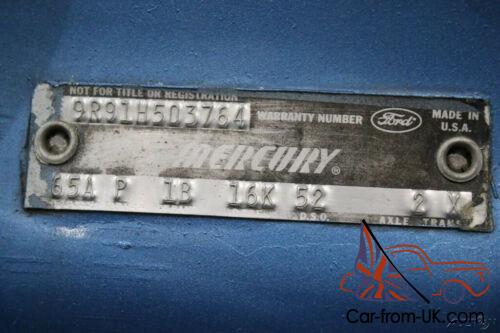 NOT FOR TITLE OR REGISTRATION
9R91H503764 WARRANTY NUMBER Ford MADE IN U.S.A.
MERCURY®
65A P 1B 16K 52 2 X
D.S.O. AXLE TRANS
Car-from-UK.com